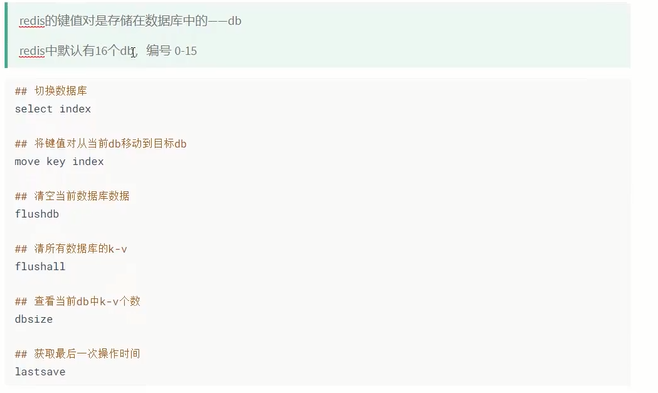 redis的键值对是存储在数据库中的——db
redis中默认有16个db，编号 0-15
## 切换数据库
select index
## 将键值对从当前db移动到目标db
move key index
## 清空当前数据库数据
flushdb
## 清所有数据库的k-v
flushall
## 查看当前db中k-v个数
dbsize
## 获取最后一次操作时间
lastsave